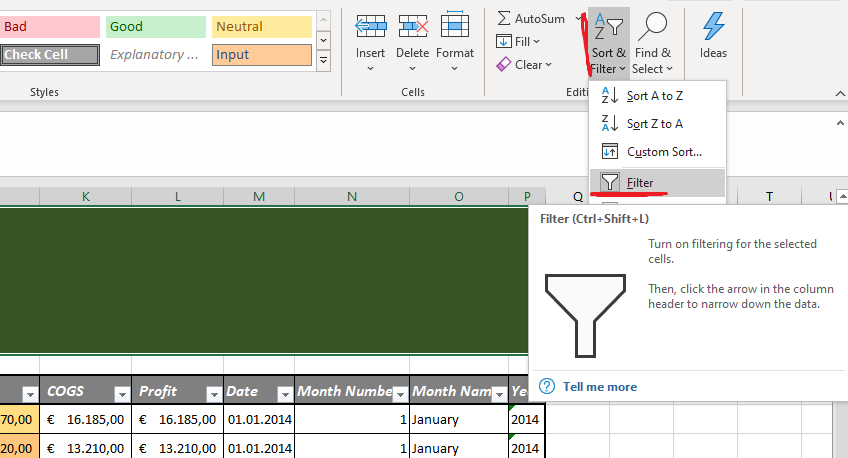 Bad Good Neutral
Check Cell Explanatory ... Input
Styles
Insert Delete Format
Cells
AutoSum
Fill
Clear
Sort & Filter
Find & Select
Ideas
Sort A to Z
Sort Z to A
Custom Sort...
Filter
Filter (Ctrl+Shift+L)
Turn on filtering for the selected
cells.
Then, click the arrow in the column
header to narrow down the data.
Tell me more
K L M N O P Q T
COGS Profit Date Month Numbe Month Nam Ye
70,00 € 16.185,00 € 16.185,00 01.01.2014 1 January 2014
20,00 € 13.210,00 € 13.210,00 01.01.2014 1 January 2014